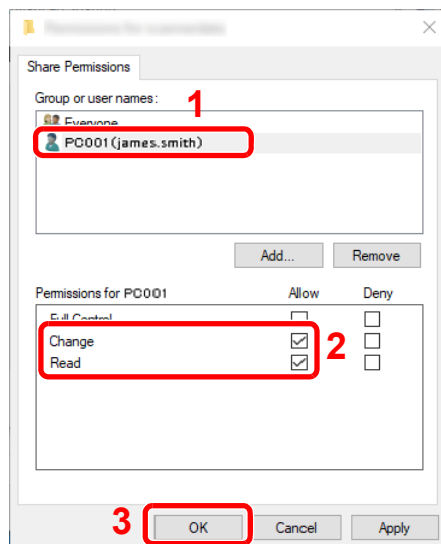 Share Permissions
Group or user names:
1
Everyone
PC001(james.smith)
Add... Remove
Permissions for PC001 Allow Deny
Full Control
Change
2
Read
3
OK Cancel Apply